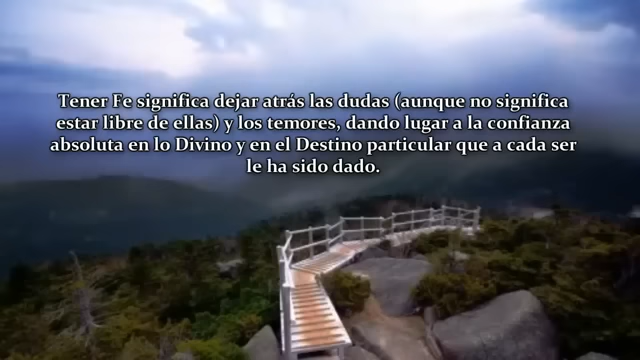 Tener Fe significa dejar atrás las dudas (aunque no significa
estar libre de ellas) y los temores, dando lugar a la confianza
absoluta en lo Divino y en el Destino particular que a cada ser
le ha sido dado.